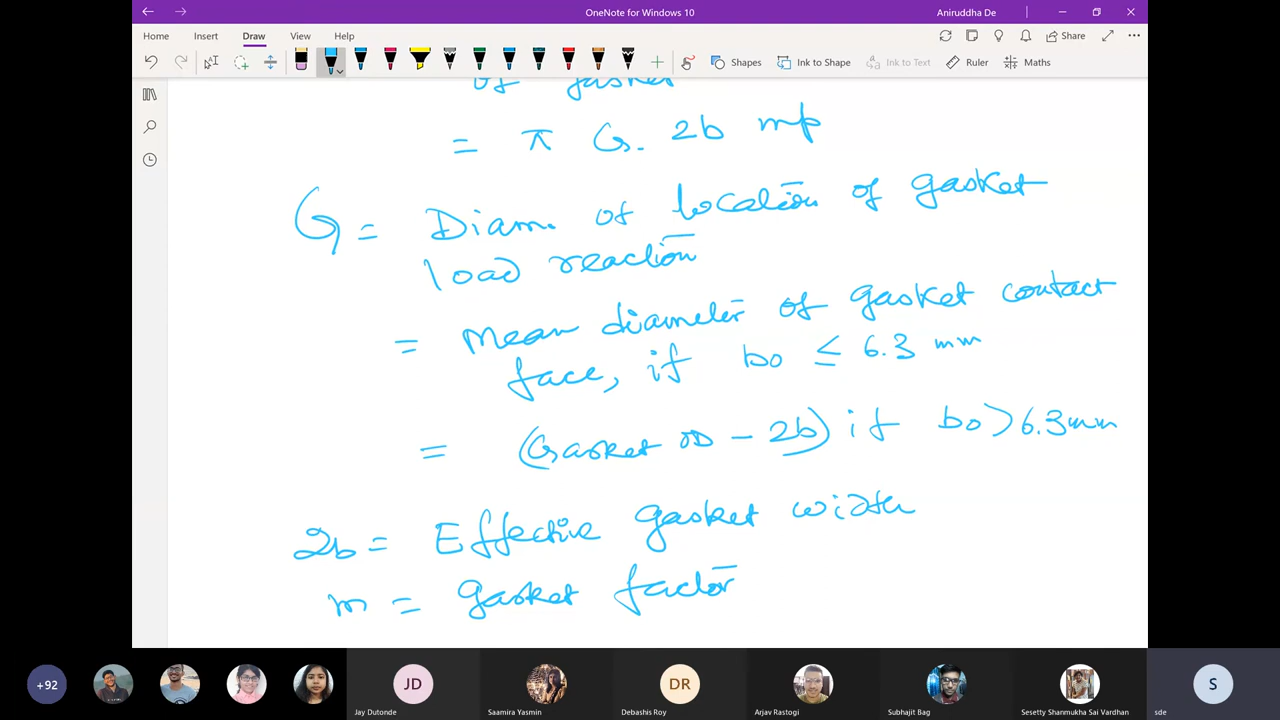 OneNote for Windows 10
Aniruddha De
Home Insert Draw View Help
Share
Shapes Ink to Shape Ink to Text Ruler Maths
of gasket
= π G. 2b mp
G = Diam. of location of gasket
load reaction
= Mean diameter of gasket contact
face, if bo ≤ 6.3 mm
= (Gasket OD - 2b) if bo > 6.3 mm
2b = Effective gasket width
m = gasket factor
+92 JD DR S
Jay Dutonde Saamira Yasmin Debashis Roy Arjav Rastogi Subhajit Bag Sesetty Shanmukha Sai Vardhan sde